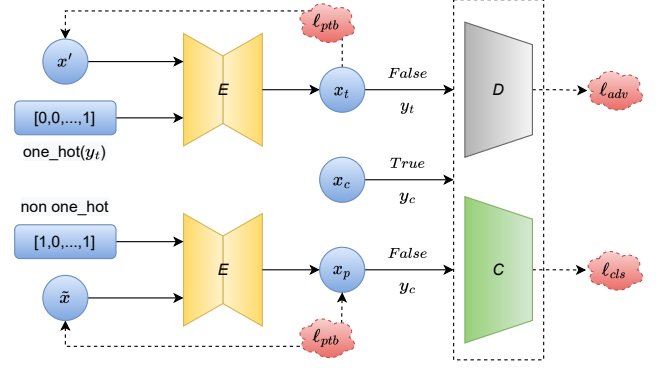 ℓ_ptb
x′
E
x_t
False
y_t
D
ℓ_adv
[0,0,...,1]
one_hot(y_t)
x_c
True
y_c
non one_hot
[1,0,...,1]
E
x_p
False
y_c
C
ℓ_cls
x̃
ℓ_ptb